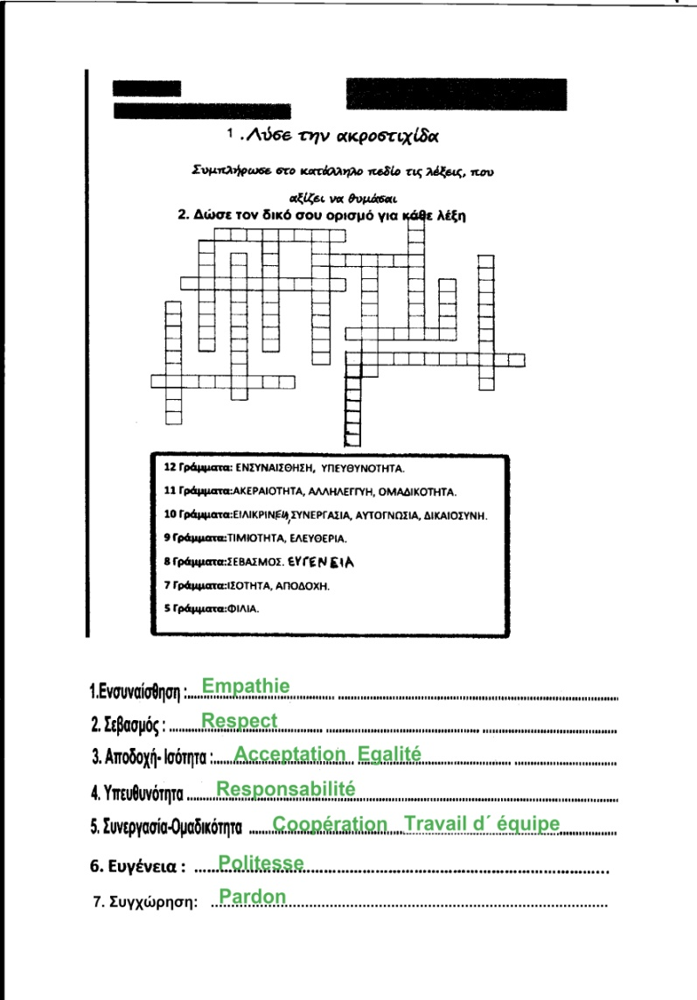 1 . Λύσε την ακροστιχίδα
Συμπλήρωσε στο κατάλληλο πεδίο τις λέξεις, που
αξίζει να θυμάσαι
2. Δώσε τον δικό σου ορισμό για κάθε λέξη
12 Γράμματα: ΕΝΣΥΝΑΙΣΘΗΣΗ, ΥΠΕΥΘΥΝΟΤΗΤΑ.
11 Γράμματα:ΑΚΕΡΑΙΟΤΗΤΑ, ΑΛΛΗΛΕΓΓΥΗ, ΟΜΑΔΙΚΟΤΗΤΑ.
10 Γράμματα:ΕΙΛΙΚΡΙΝΕΙΑ, ΣΥΝΕΡΓΑΣΙΑ, ΑΥΤΟΓΝΩΣΙΑ, ΔΙΚΑΙΟΣΥΝΗ.
9 Γράμματα:ΤΙΜΙΟΤΗΤΑ, ΕΛΕΥΘΕΡΙΑ.
8 Γράμματα:ΣΕΒΑΣΜΟΣ. ΕΥΓΕΝΕΙΑ
7 Γράμματα:ΙΣΟΤΗΤΑ, ΑΠΟΔΟΧΗ.
5 Γράμματα:ΦΙΛΙΑ.
1.Ενσυναίσθηση :.... Empathie
2. Σεβασμός : ........ Respect
3. Αποδοχή- Ισότητα :..... Acceptation Egalité
4. Υπευθυνότητα ........ Responsabilité
5. Συνεργασία-Ομαδικότητα ...... Coopération Travail d´ équipe
6. Ευγένεια : ..... Politesse
7. Συγχώρηση: Pardon